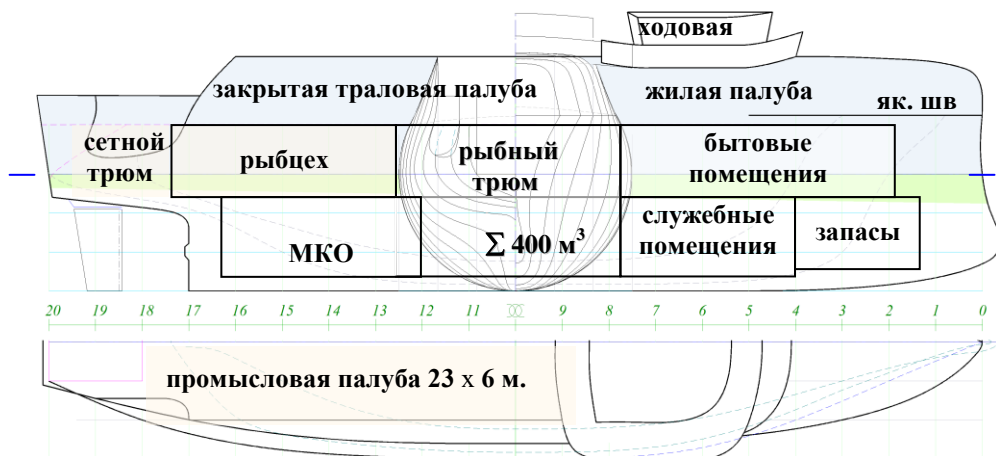 ходовая
закрытая траловая палуба
жилая палуба
як. шв
сетной
трюм
рыбцех
рыбный
трюм
бытовые
помещения
МКО
∑ 400 м³
служебные
помещения
запасы
20 19 18 17 16 15 14 13 12 11 9 8 7 6 5 4 3 2 1 0
промысловая палуба 23 х 6 м.